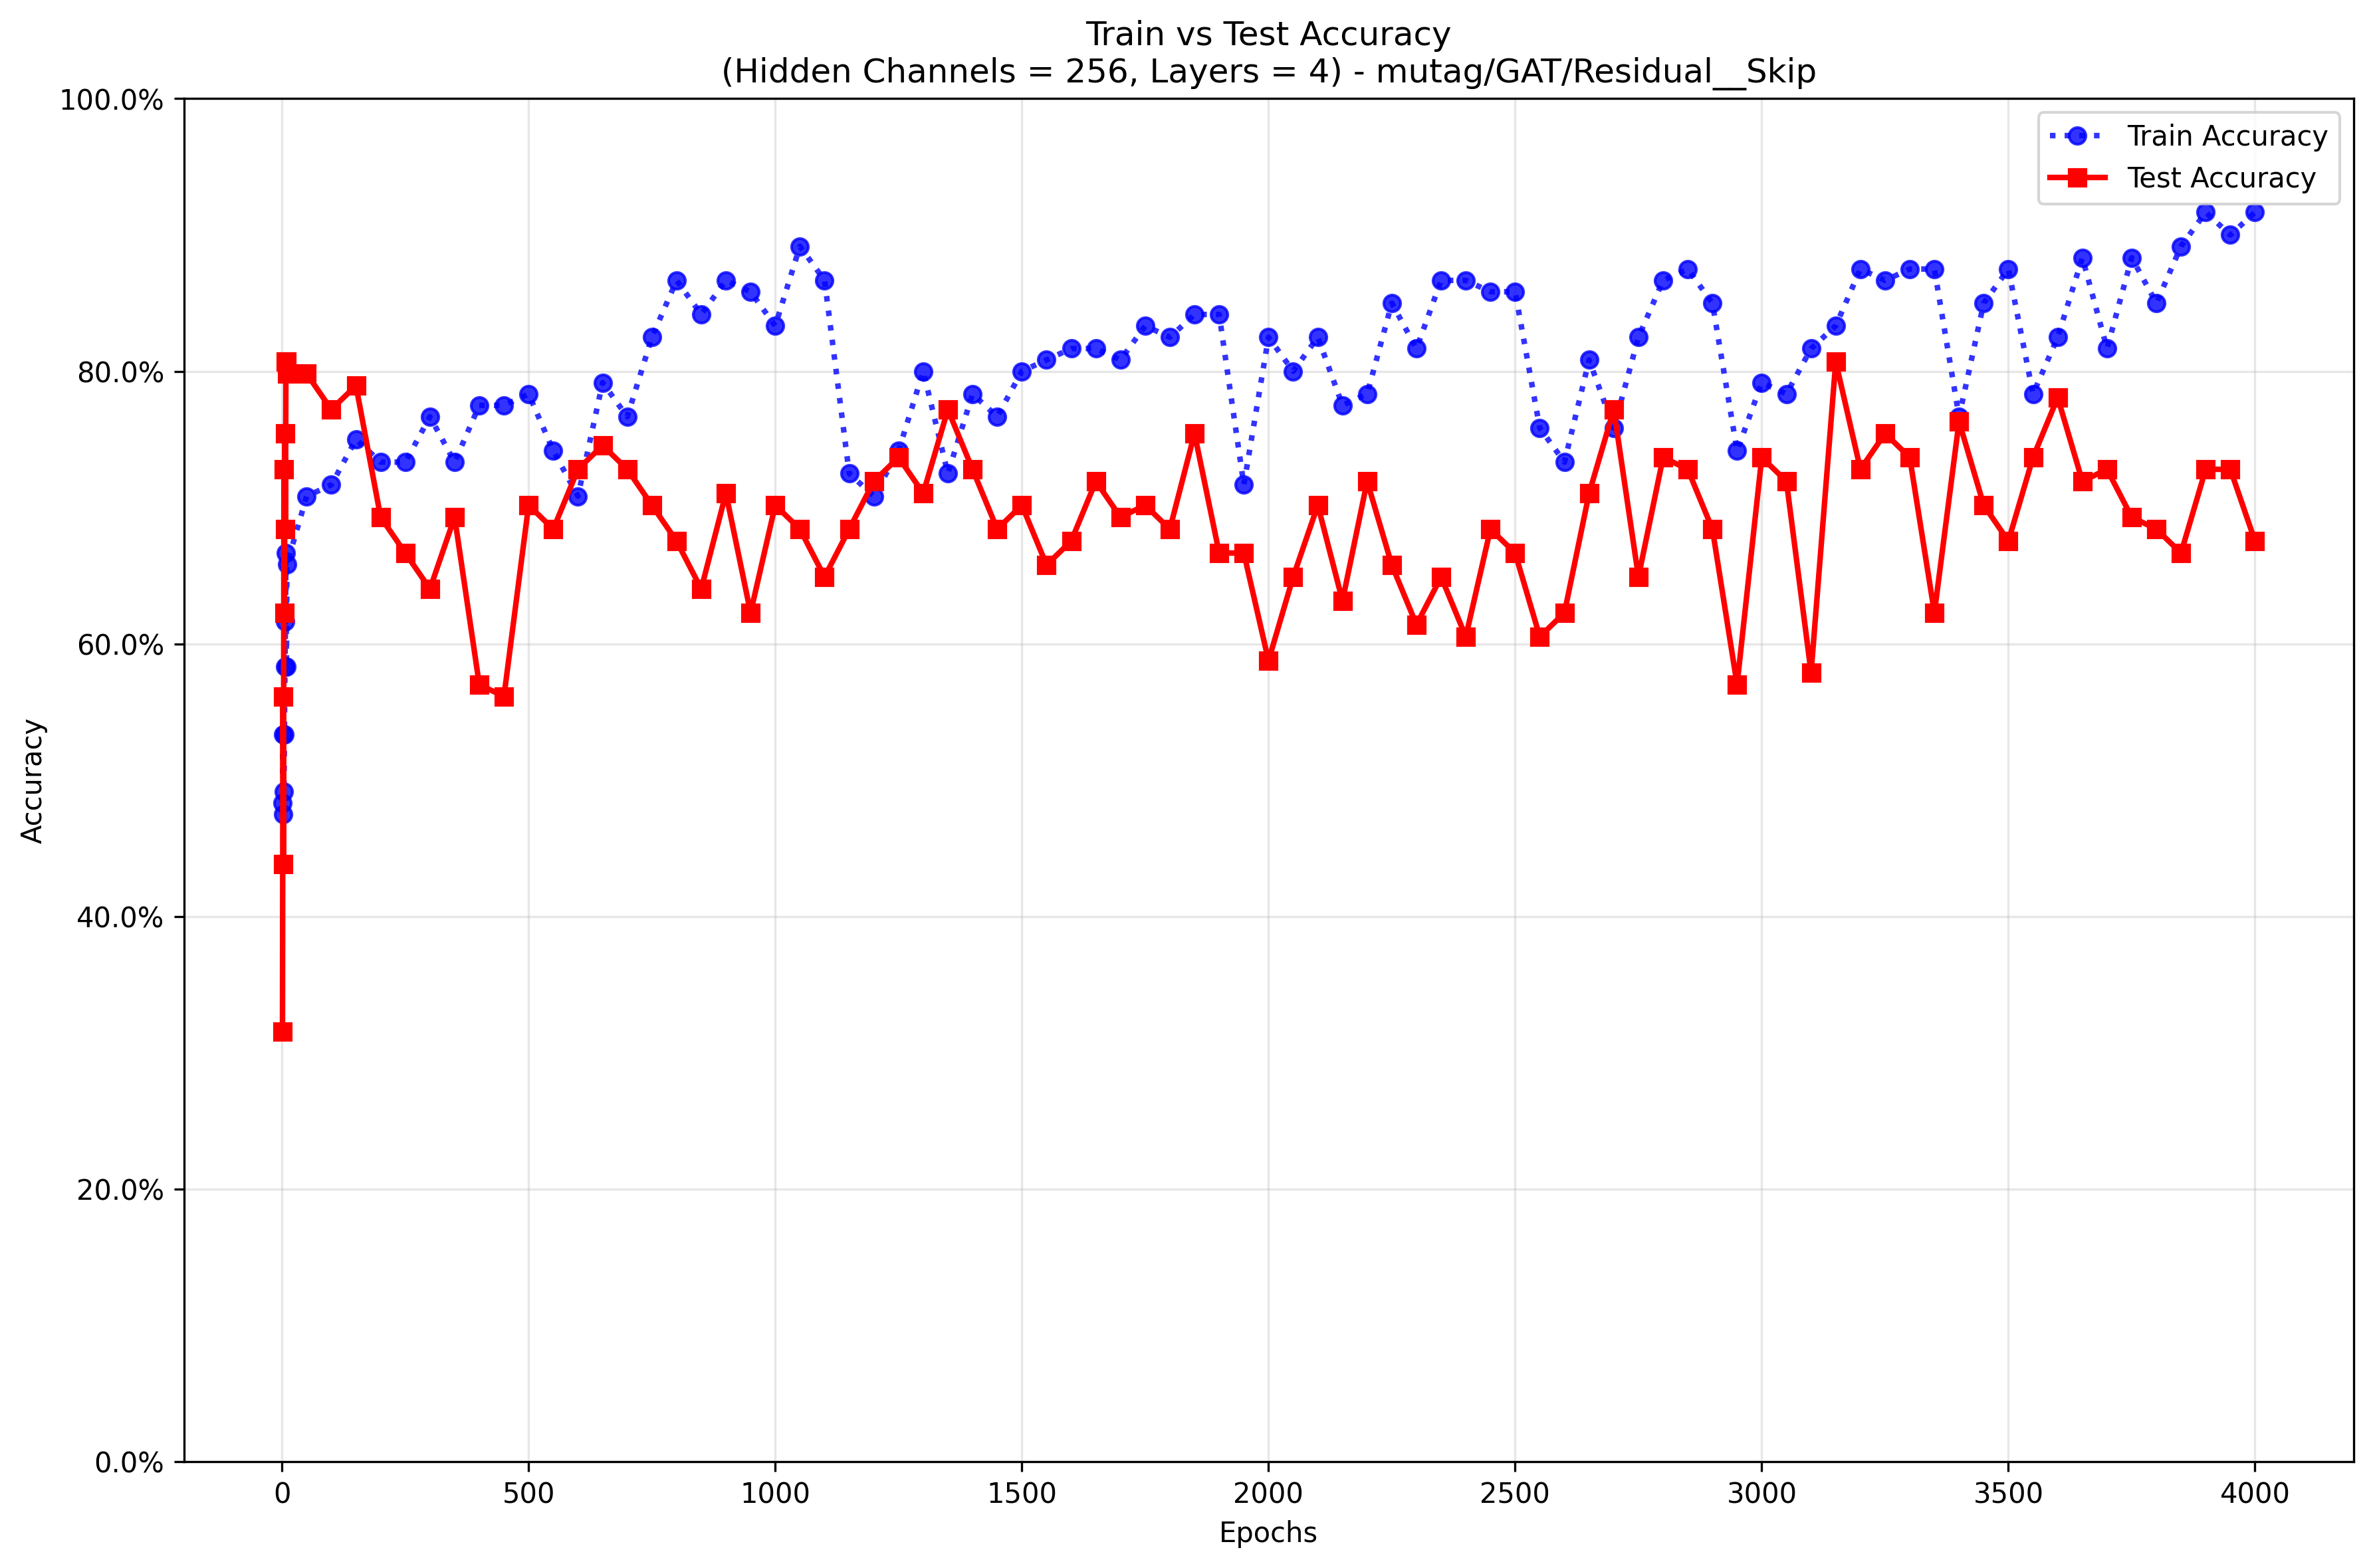 Train vs Test Accuracy
(Hidden Channels = 256, Layers = 4) - mutag/GAT/Residual__Skip
100.0%
80.0%
60.0%
40.0%
20.0%
0.0%
Accuracy
Train Accuracy
Test Accuracy
0 500 1000 1500 2000 2500 3000 3500 4000
Epochs